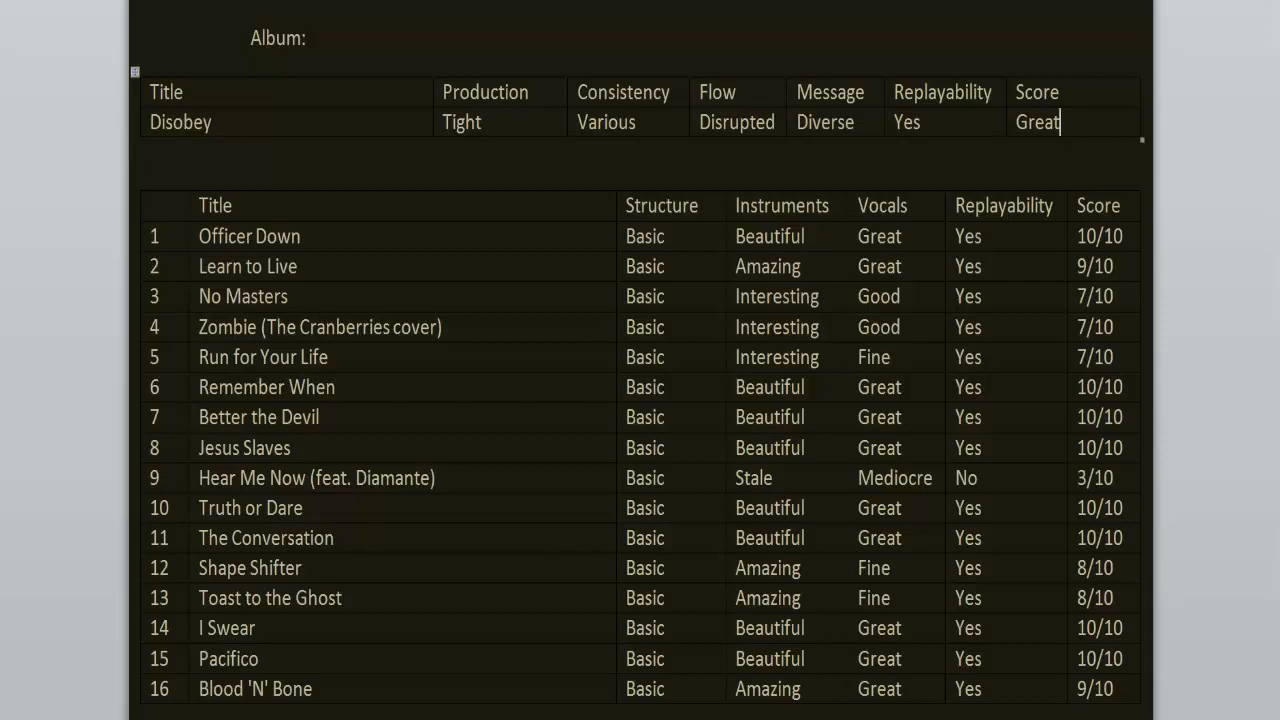 Album:
Title Production Consistency Flow Message Replayability Score
Disobey Tight Various Disrupted Diverse Yes Great
Title Structure Instruments Vocals Replayability Score
1 Officer Down Basic Beautiful Great Yes 10/10
2 Learn to Live Basic Amazing Great Yes 9/10
3 No Masters Basic Interesting Good Yes 7/10
4 Zombie (The Cranberries cover) Basic Interesting Good Yes 7/10
5 Run for Your Life Basic Interesting Fine Yes 7/10
6 Remember When Basic Beautiful Great Yes 10/10
7 Better the Devil Basic Beautiful Great Yes 10/10
8 Jesus Slaves Basic Beautiful Great Yes 10/10
9 Hear Me Now (feat. Diamante) Basic Stale Mediocre No 3/10
10 Truth or Dare Basic Beautiful Great Yes 10/10
11 The Conversation Basic Beautiful Great Yes 10/10
12 Shape Shifter Basic Amazing Fine Yes 8/10
13 Toast to the Ghost Basic Amazing Fine Yes 8/10
14 I Swear Basic Beautiful Great Yes 10/10
15 Pacifico Basic Beautiful Great Yes 10/10
16 Blood 'N' Bone Basic Amazing Great Yes 9/10